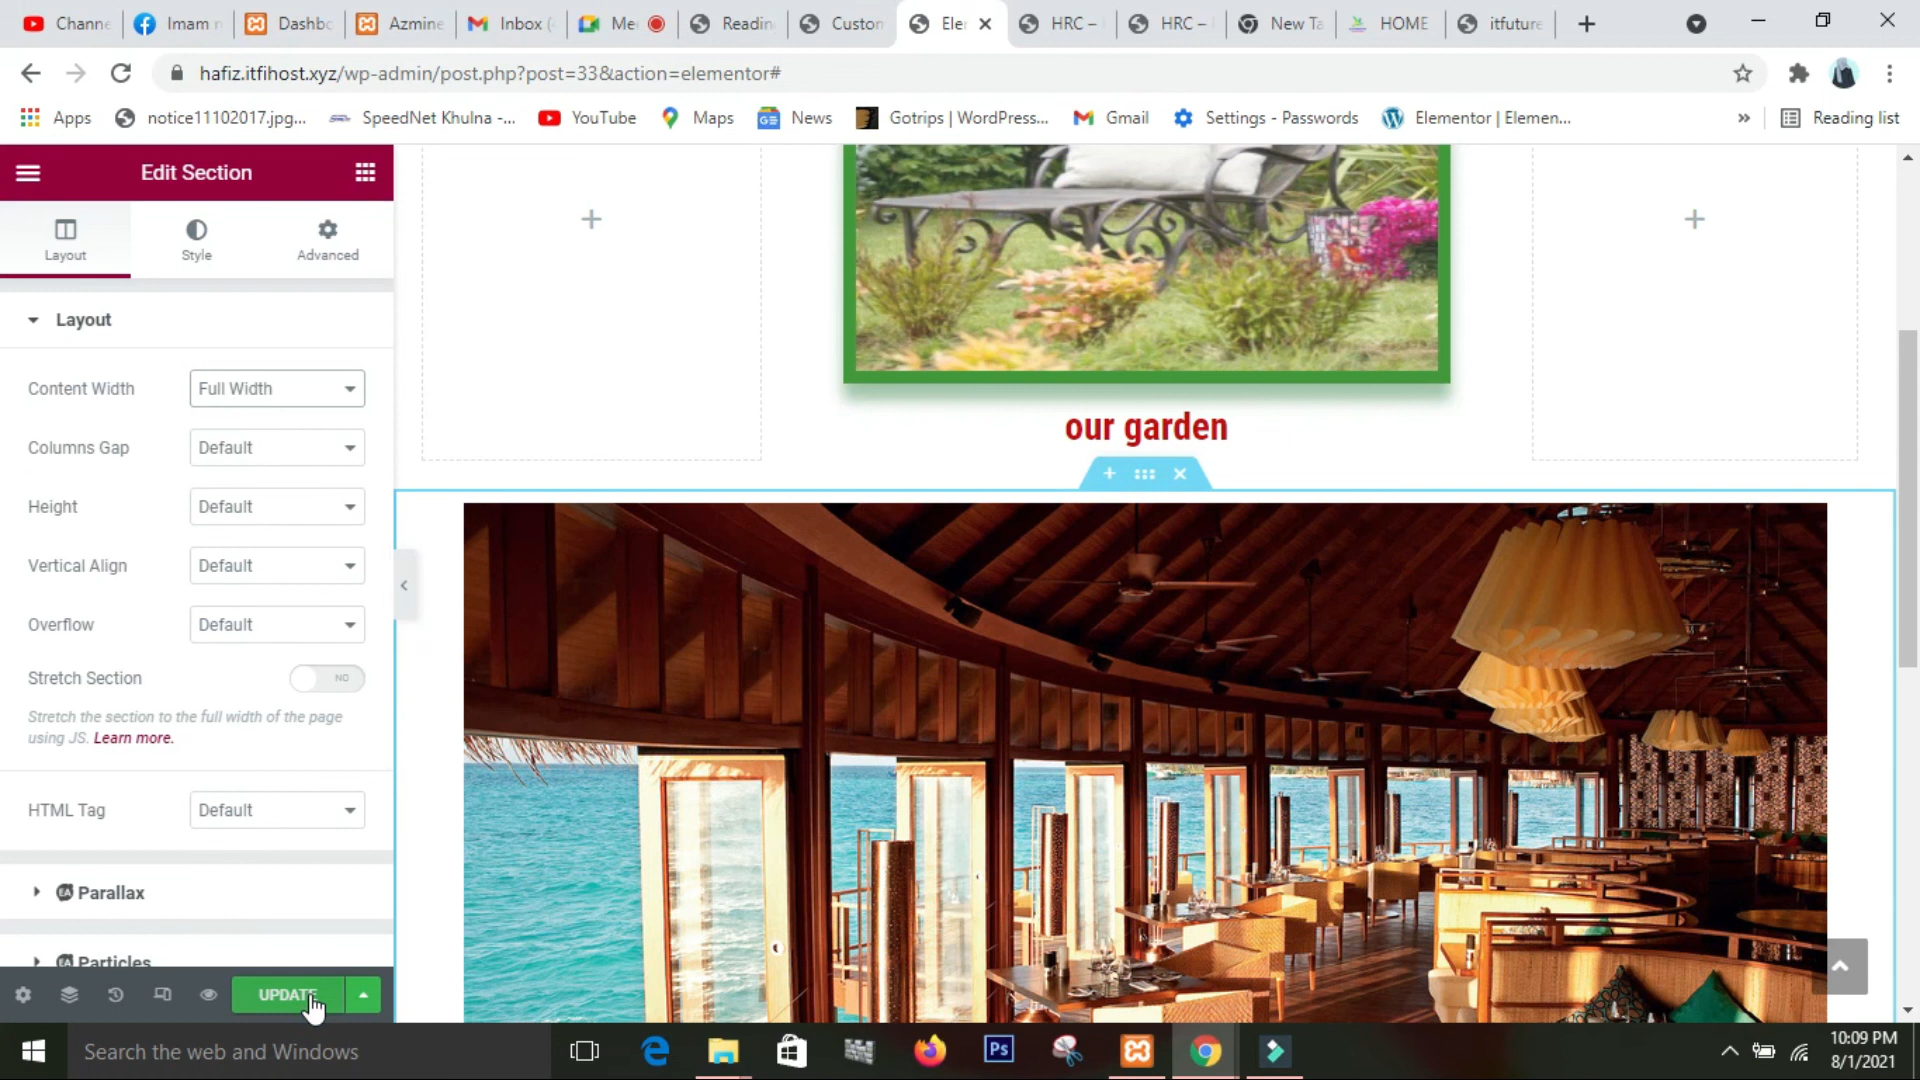 Channe
Imam n
Dashbo
Azmine
Inbox (
Me
Readin
Custon
Ele
HRC –
HRC –
New Ta
HOME
itfuture
hafiz.itfihost.xyz/wp-admin/post.php?post=33&action=elementor#
Apps
notice11102017.jpg...
SpeedNet Khulna -...
YouTube
Maps
News
Gotrips | WordPress...
Gmail
Settings - Passwords
Elementor | Elemen...
»
Reading list
Edit Section
Layout
Style
Advanced
Layout
Content Width
Full Width
Columns Gap
Default
Height
Default
Vertical Align
Default
Overflow
Default
Stretch Section
NO
Stretch the section to the full width of the page
using JS. Learn more.
HTML Tag
Default
Parallax
Particles
UPDATE
our garden
Search the web and Windows
Ps
10:09 PM
8/1/2021